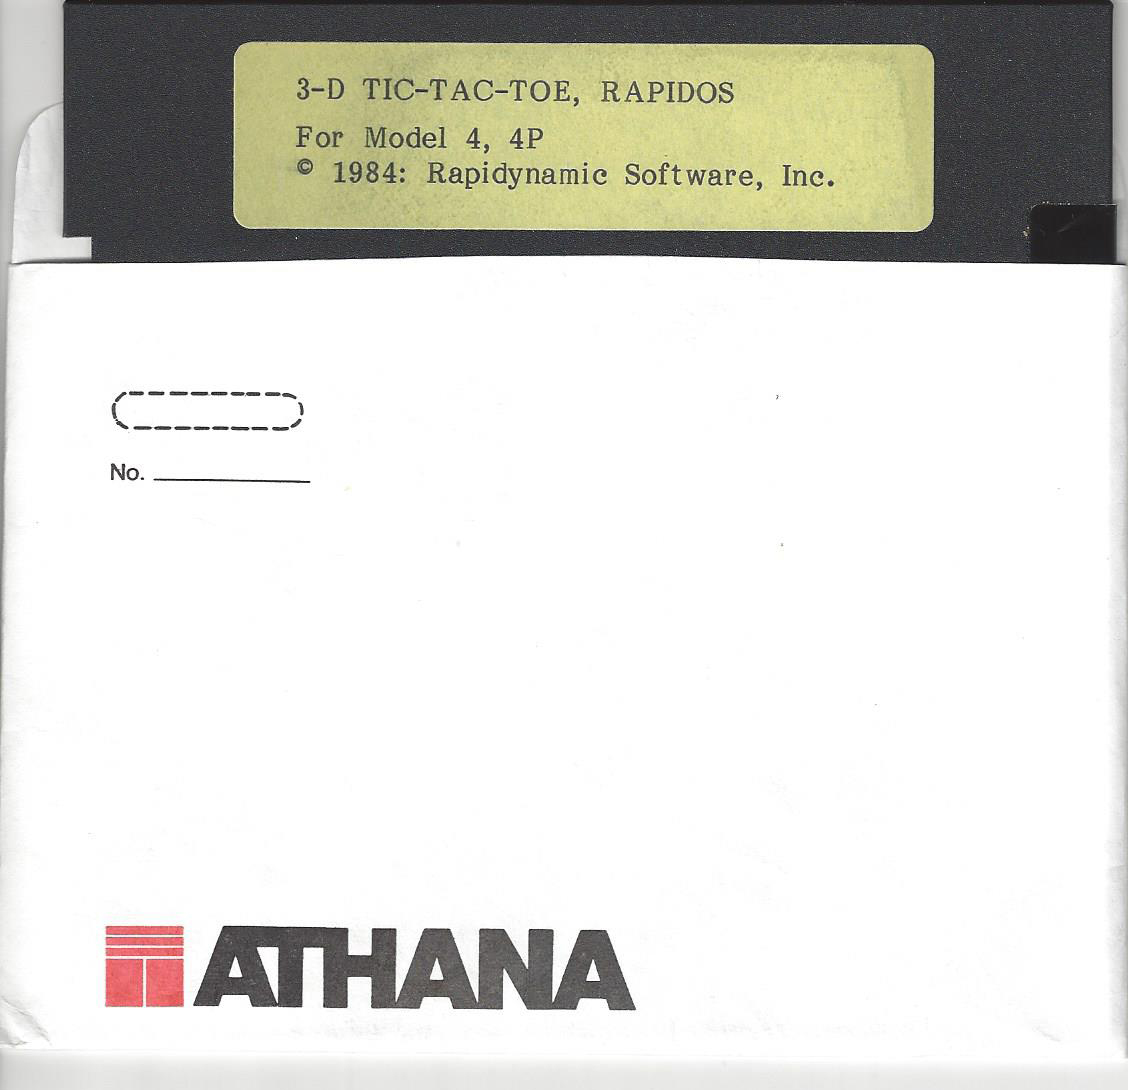 3-D TIC-TAC-TOE, RAPIDOS
For Model 4, 4P
© 1984: Rapidynamic Software, Inc.
No.
ATHANA